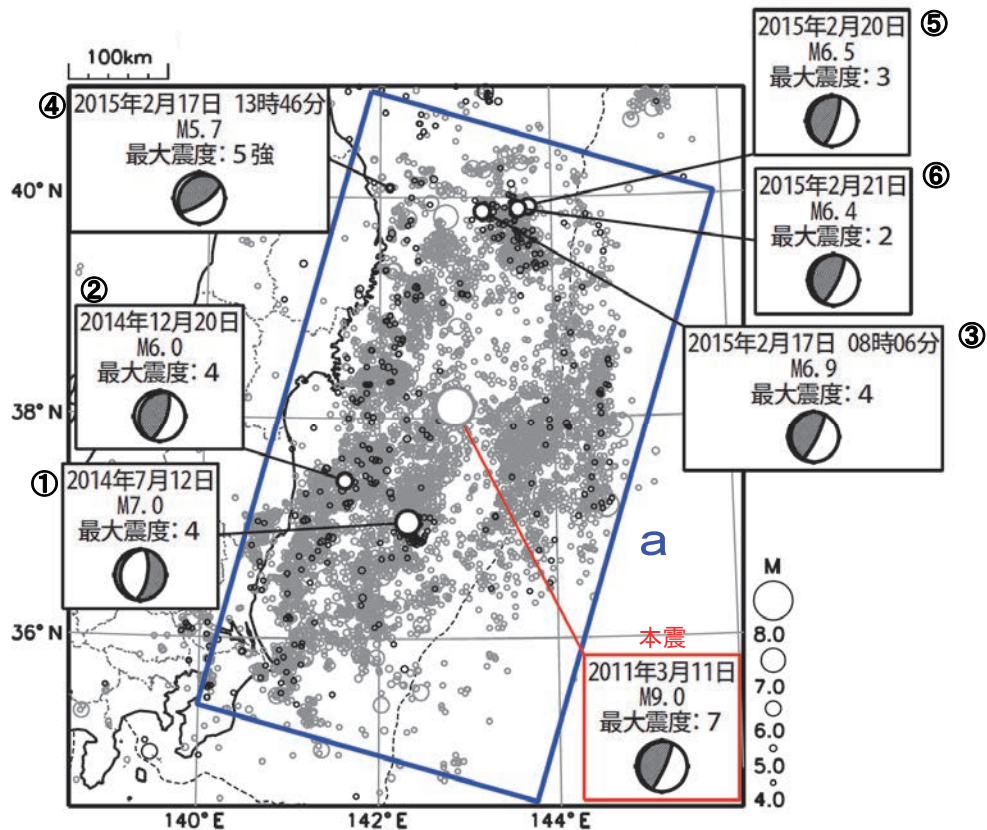 100km
④
2015年2月17日 13時46分
M5.7
最大震度:5強
⑤
2015年2月20日
M6.5
最大震度:3
⑥
2015年2月21日
M6.4
最大震度:2
③
2015年2月17日 08時06分
M6.9
最大震度:4
②
2014年12月20日
M6.0
最大震度:4
①
2014年7月12日
M7.0
最大震度:4
a
本震
2011年3月11日
M9.0
最大震度:7
40°N
38°N
36°N
140°E
142°E
144°E
M
8.0
7.0
6.0
5.0
4.0